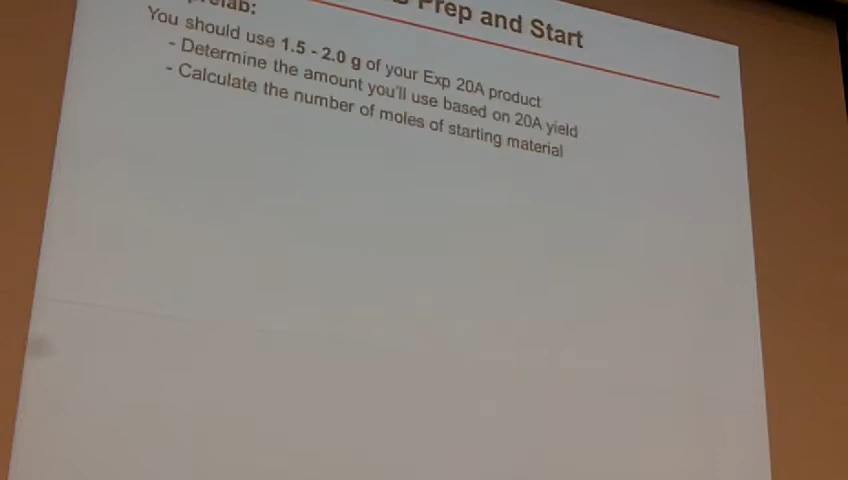 Prep and Start
prelab:
You should use 1.5 - 2.0 g of your Exp 20A product
- Determine the amount you'll use based on 20A yield
- Calculate the number of moles of starting material